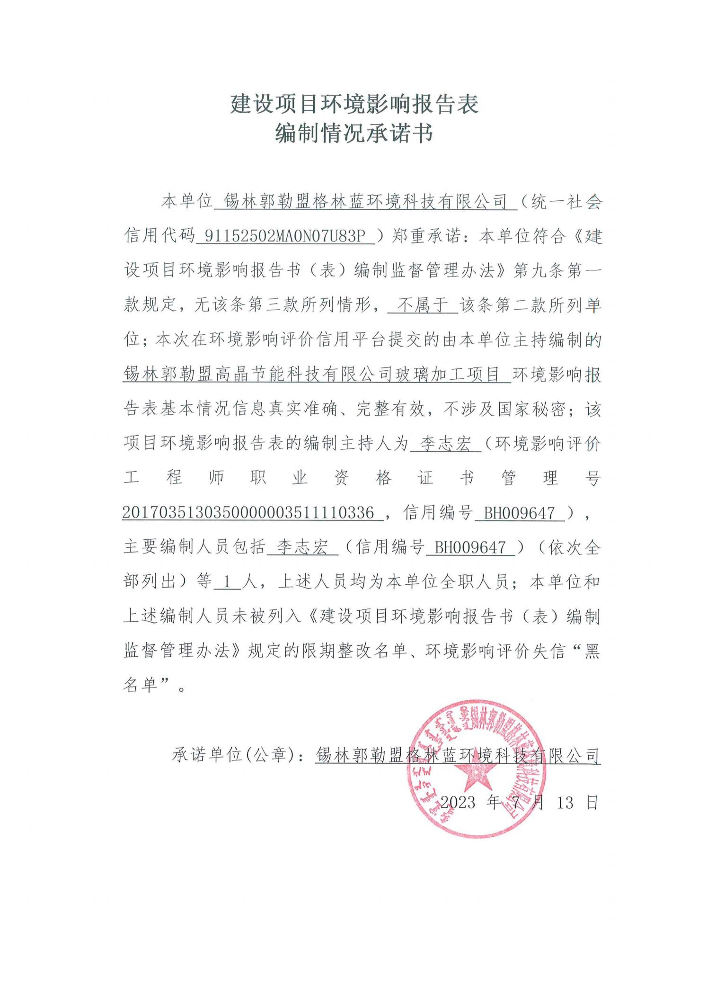 建设项目环境影响报告表
编制情况承诺书
本单位 锡林郭勒盟格林蓝环境科技有限公司 （统一社会
信用代码 91152502MA0N07U83P ）郑重承诺：本单位符合《建
设项目环境影响报告书（表）编制监督管理办法》第九条第一
款规定，无该条第三款所列情形， 不属于 该条第二款所列单
位；本次在环境影响评价信用平台提交的由本单位主持编制的
锡林郭勒盟高晶节能科技有限公司玻璃加工项目 环境影响报
告表基本情况信息真实准确、完整有效，不涉及国家秘密；该
项目环境影响报告表的编制主持人为 李志宏 （环境影响评价
工程师职业资格证书管理号
2017035130350000003511110336 ，信用编号 BH009647 ），
主要编制人员包括 李志宏 （信用编号 BH009647 ）（依次全
部列出）等 1 人，上述人员均为本单位全职人员；本单位和
上述编制人员未被列入《建设项目环境影响报告书（表）编制
监督管理办法》规定的限期整改名单、环境影响评价失信“黑
名单”。
锡林郭勒盟格林蓝环境科技有限公司
承诺单位(公章)：锡林郭勒盟格林蓝环境科技有限公司
2023 年 7 月 13 日